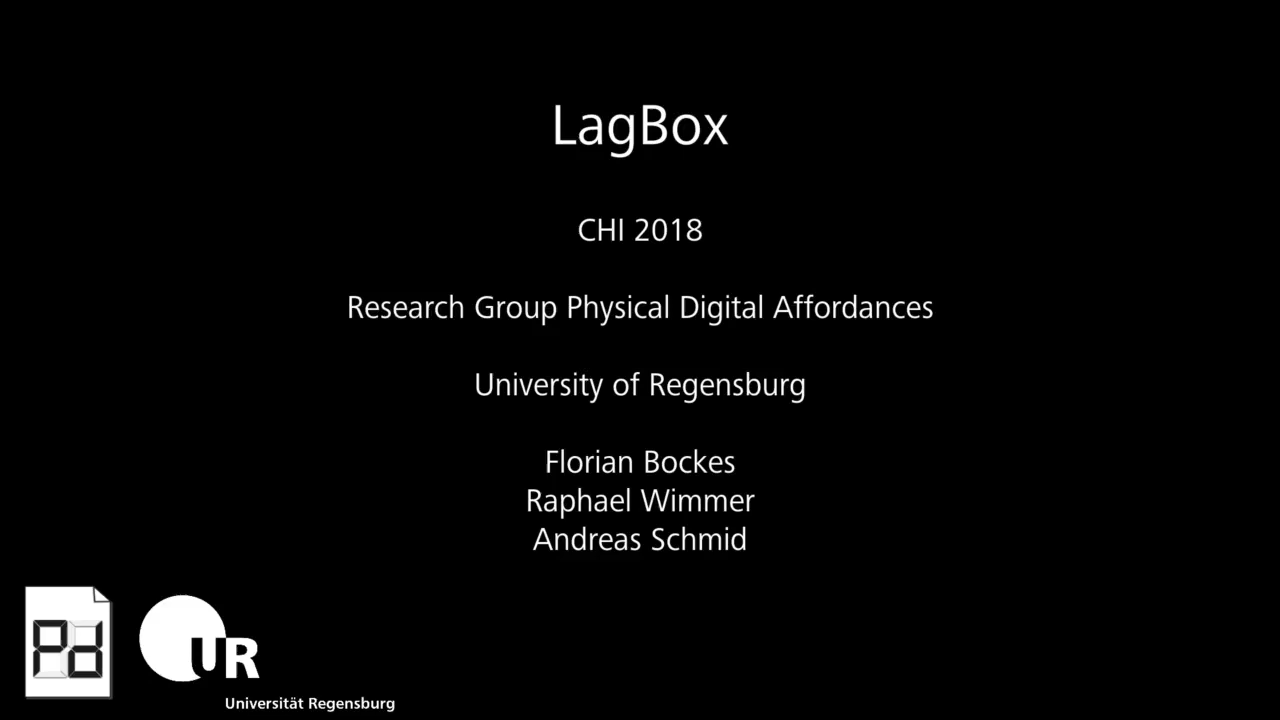 LagBox
CHI 2018
Research Group Physical Digital Affordances
University of Regensburg
Florian Bockes
Raphael Wimmer
Andreas Schmid
Pd
UR
Universität Regensburg